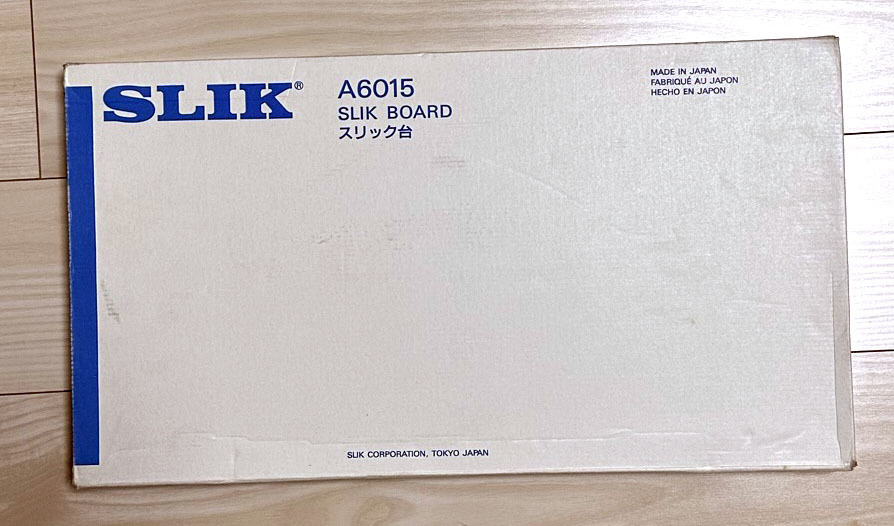 SLIK®
A6015
SLIK BOARD
スリック台
MADE IN JAPAN
FABRIQUÉ AU JAPON
HECHO EN JAPON
SLIK CORPORATION, TOKYO JAPAN